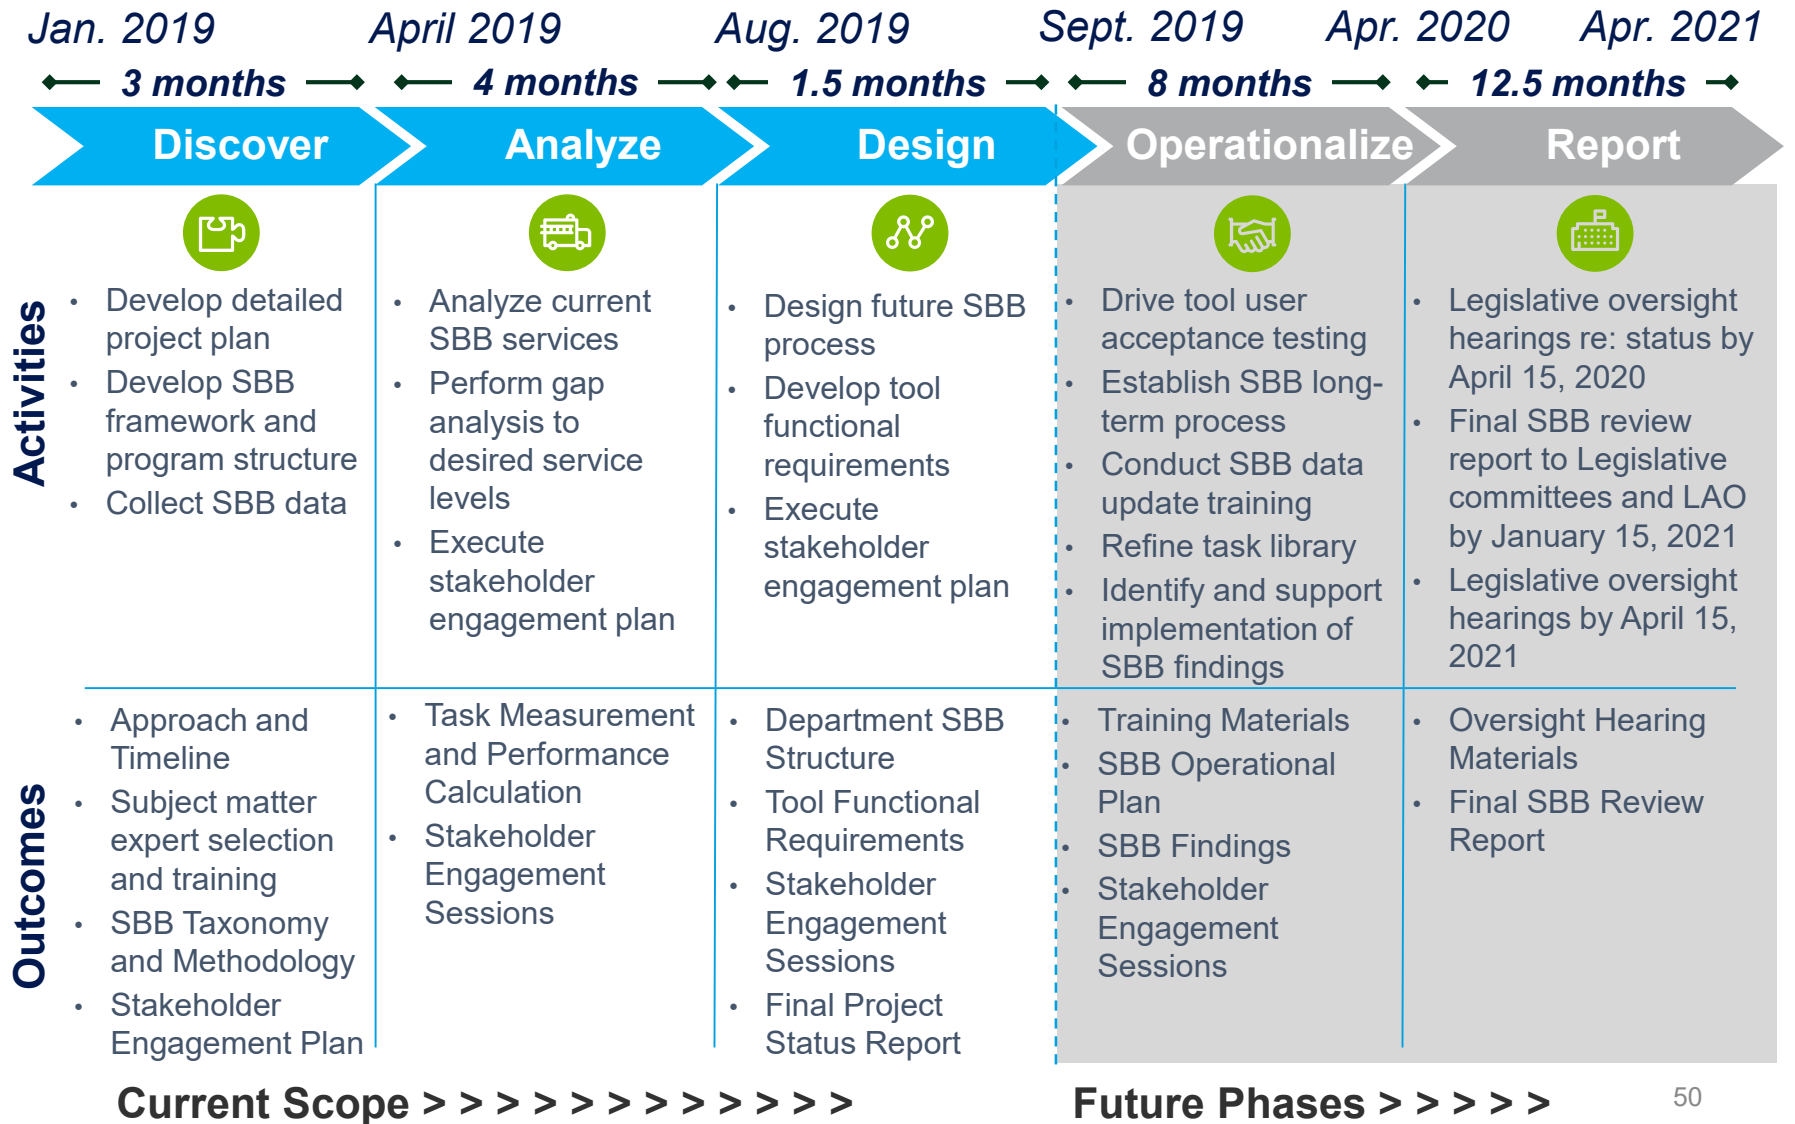 Jan. 2019
April 2019
Aug. 2019
Sept. 2019
Apr. 2020
Apr. 2021
3 months
4 months
1.5 months
8 months
12.5 months
Discover
Analyze
Design
Operationalize
Report
Activities
• Develop detailed
project plan
• Develop SBB
framework and
program structure
• Collect SBB data
• Analyze current
SBB services
• Perform gap
analysis to
desired service
levels
• Execute
stakeholder
engagement plan
• Design future SBB
process
• Develop tool
functional
requirements
• Execute
stakeholder
engagement plan
• Drive tool user
acceptance testing
• Establish SBB long-
term process
• Conduct SBB data
update training
• Refine task library
• Identify and support
implementation of
SBB findings
• Legislative oversight
hearings re: status by
April 15, 2020
• Final SBB review
report to Legislative
committees and LAO
by January 15, 2021
• Legislative oversight
hearings by April 15,
2021
Outcomes
• Approach and
Timeline
• Subject matter
expert selection
and training
• SBB Taxonomy
and Methodology
• Stakeholder
Engagement Plan
• Task Measurement
and Performance
Calculation
• Stakeholder
Engagement
Sessions
• Department SBB
Structure
• Tool Functional
Requirements
• Stakeholder
Engagement
Sessions
• Final Project
Status Report
• Training Materials
• SBB Operational
Plan
• SBB Findings
• Stakeholder
Engagement
Sessions
• Oversight Hearing
Materials
• Final SBB Review
Report
Current Scope > > > > > > > > > > > >
Future Phases > > > > >
50